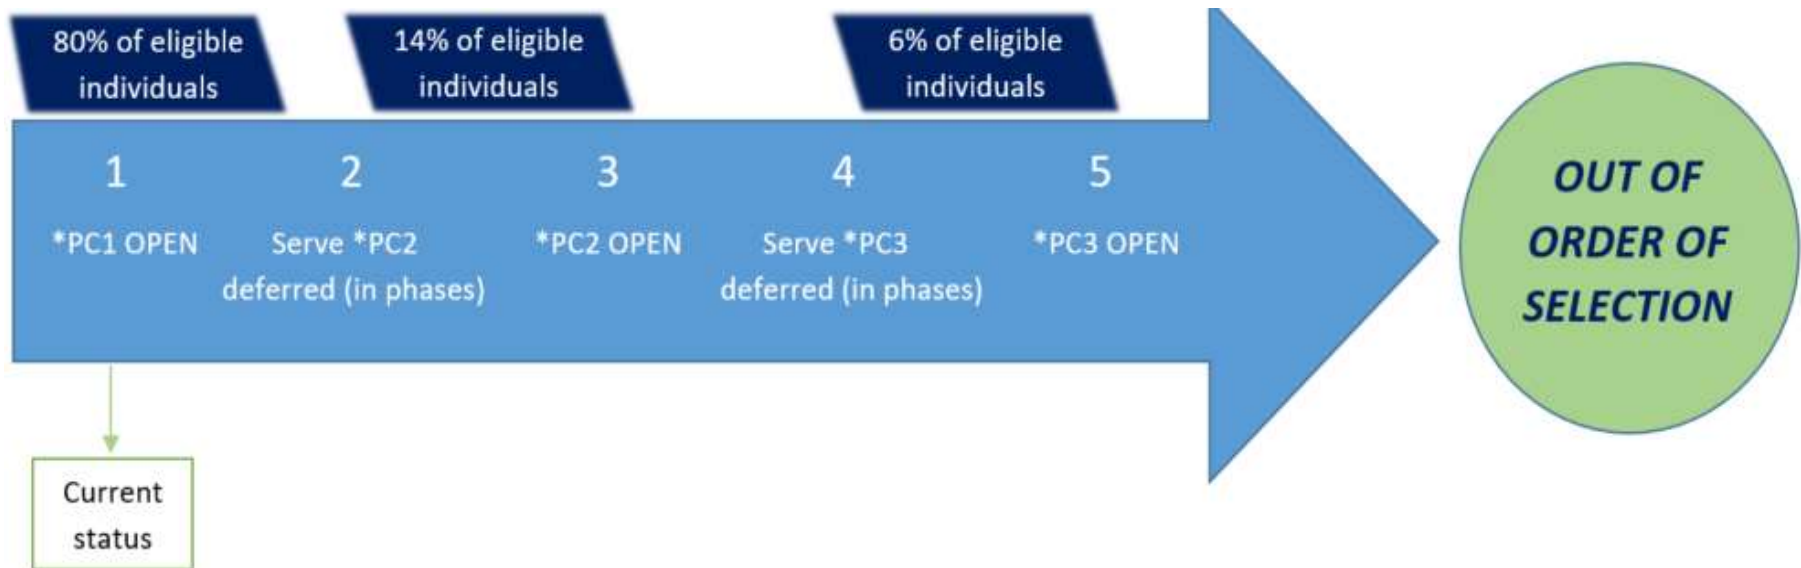 80% of eligible
individuals
14% of eligible
individuals
6% of eligible
individuals
1
*PC1 OPEN
2
Serve *PC2
deferred (in phases)
3
*PC2 OPEN
4
Serve *PC3
deferred (in phases)
5
*PC3 OPEN
OUT OF
ORDER OF
SELECTION
Current
status